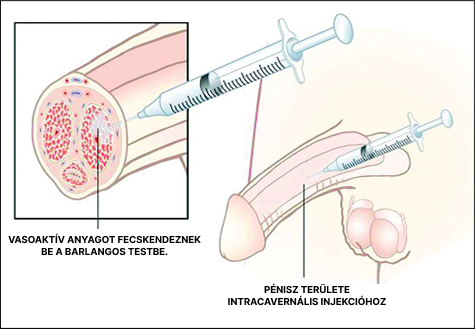 VASOAKTÍV ANYAGOT FECSKENDEZNEK
BE A BARLANGOS TESTBE.
PÉNISZ TERÜLETE
INTRACAVERNÁLIS INJEKCIÓHOZ